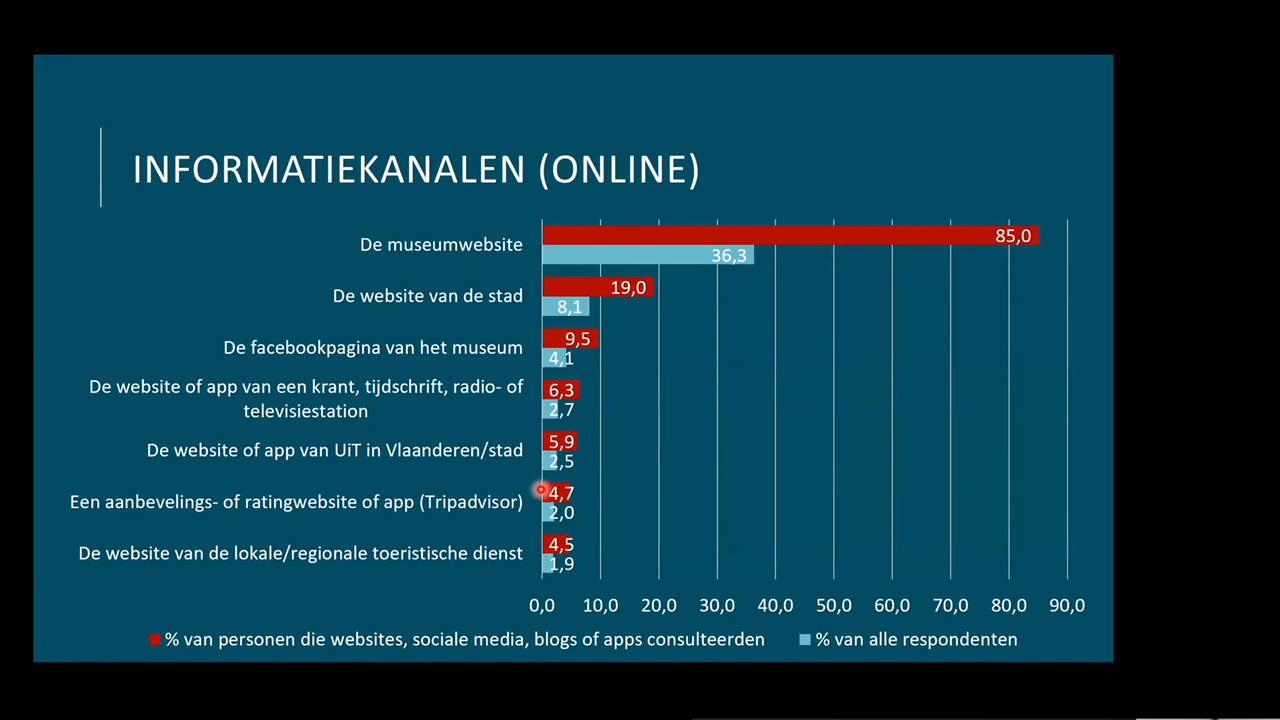 INFORMATIEKANALEN (ONLINE)
De museumwebsite
85,0
36,3
De website van de stad
19,0
8,1
De facebookpagina van het museum
9,5
4,1
De website of app van een krant, tijdschrift, radio- of
televisiestation
6,3
2,7
De website of app van UiT in Vlaanderen/stad
5,9
2,5
Een aanbevelings- of ratingwebsite of app (Tripadvisor)
4,7
2,0
De website van de lokale/regionale toeristische dienst
4,5
1,9
0,0 10,0 20,0 30,0 40,0 50,0 60,0 70,0 80,0 90,0
% van personen die websites, sociale media, blogs of apps consulteerden
% van alle respondenten